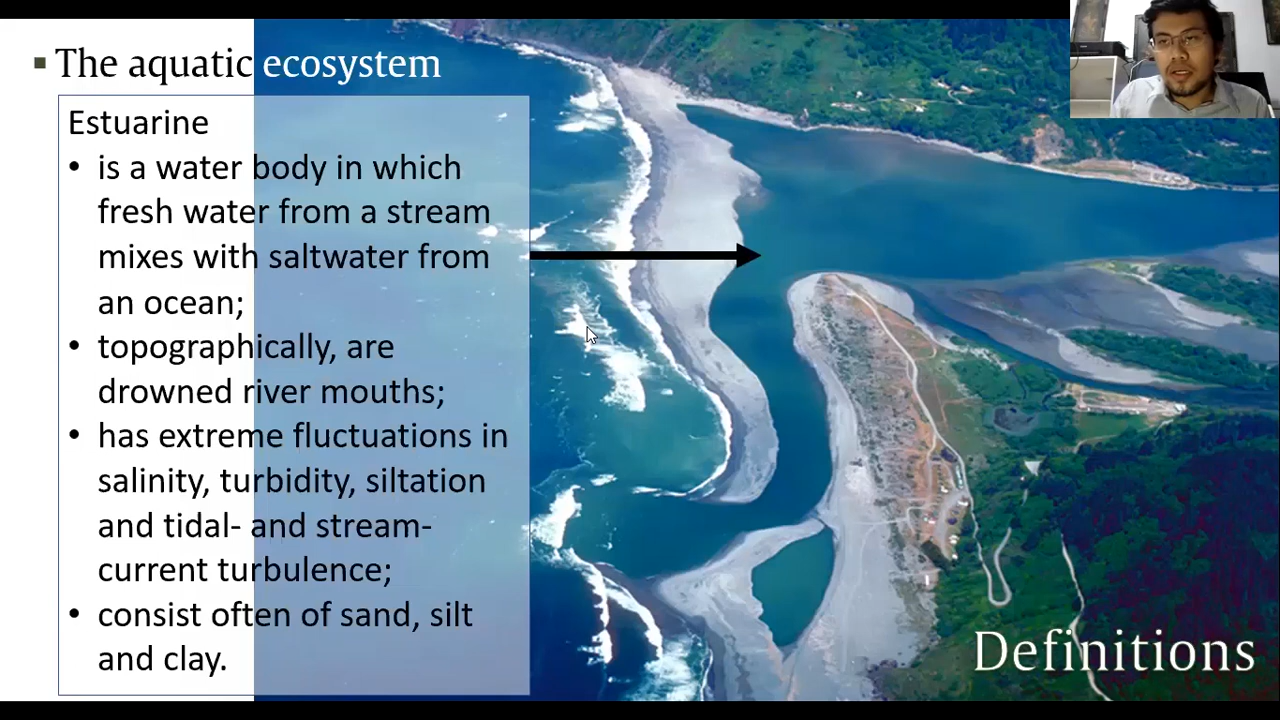 The aquatic ecosystem
Estuarine
• is a water body in which
fresh water from a stream
mixes with saltwater from
an ocean;
• topographically, are
drowned river mouths;
• has extreme fluctuations in
salinity, turbidity, siltation
and tidal- and stream-
current turbulence;
• consist often of sand, silt
and clay.
Definitions